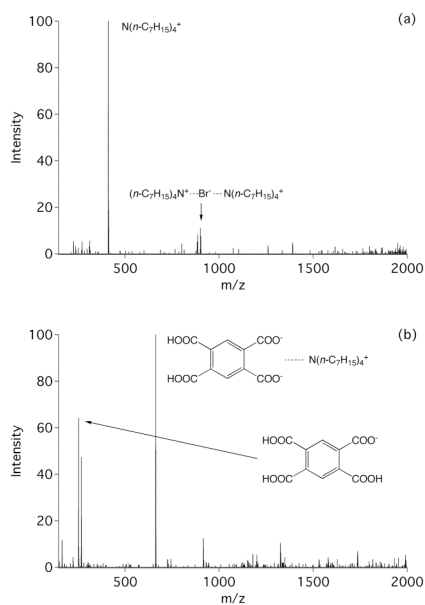 (a)
N(n-C₇H₁₅)₄⁺
100
80
60
40
20
0
Intensity
(n-C₇H₁₅)₄N⁺ ---- Br⁻ ---- N(n-C₇H₁₅)₄⁺
500 1000 1500 2000
m/z
(b)
100
80
60
40
20
0
Intensity
HOOC COO⁻
HOOC COO⁻
------ N(n-C₇H₁₅)₄⁺
HOOC COO⁻
HOOC COOH
500 1000 1500 2000
m/z